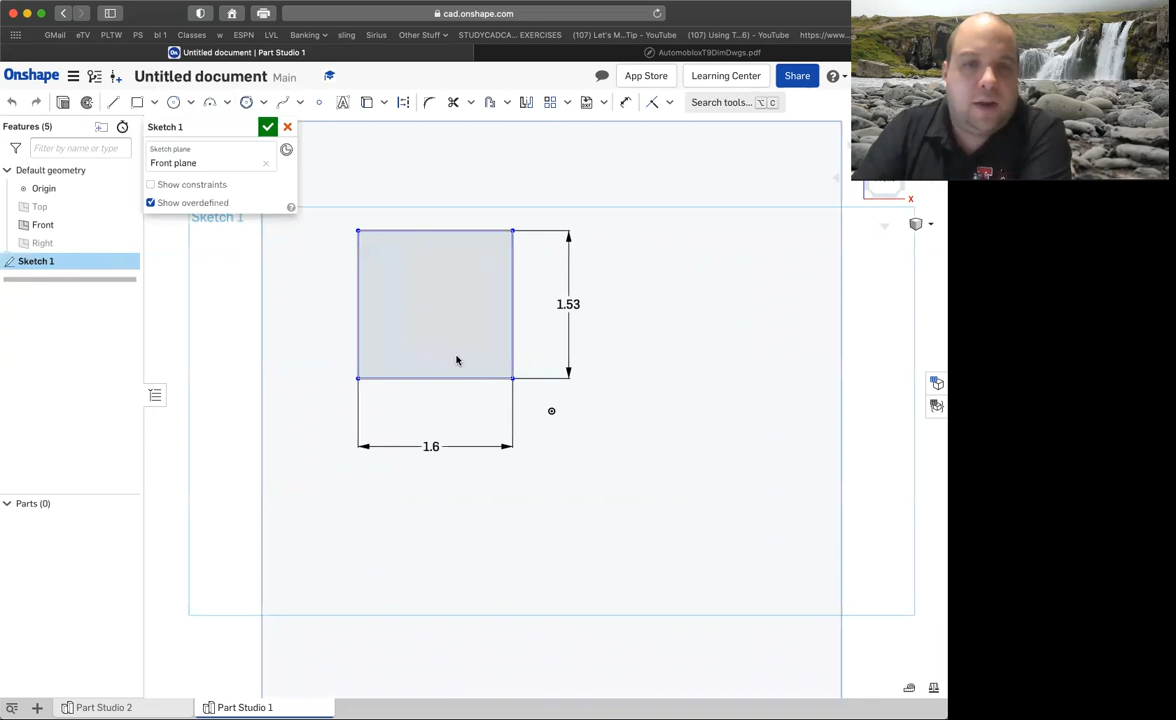 cad.onshape.com
GMail eTV PLTW PS bl 1 Classes w ESPN LVL Banking sling Sirius Other Stuff STUDYCADCA... EXERCISES (107) Let's M...Tip - YouTube (107) Using T...6) - YouTube https://www...
Untitled document | Part Studio 1
AutomobloxT9DimDwgs.pdf
Onshape
Untitled document Main
App Store Learning Center Share
Search tools... ⌥ C
Features (5)
Filter by name or type
Default geometry
Origin
Top
Front
Right
Sketch 1
Sketch 1
Sketch plane
Front plane
Show constraints
Show overdefined
Sketch 1
X
1.53
1.6
Parts (0)
Part Studio 2
Part Studio 1